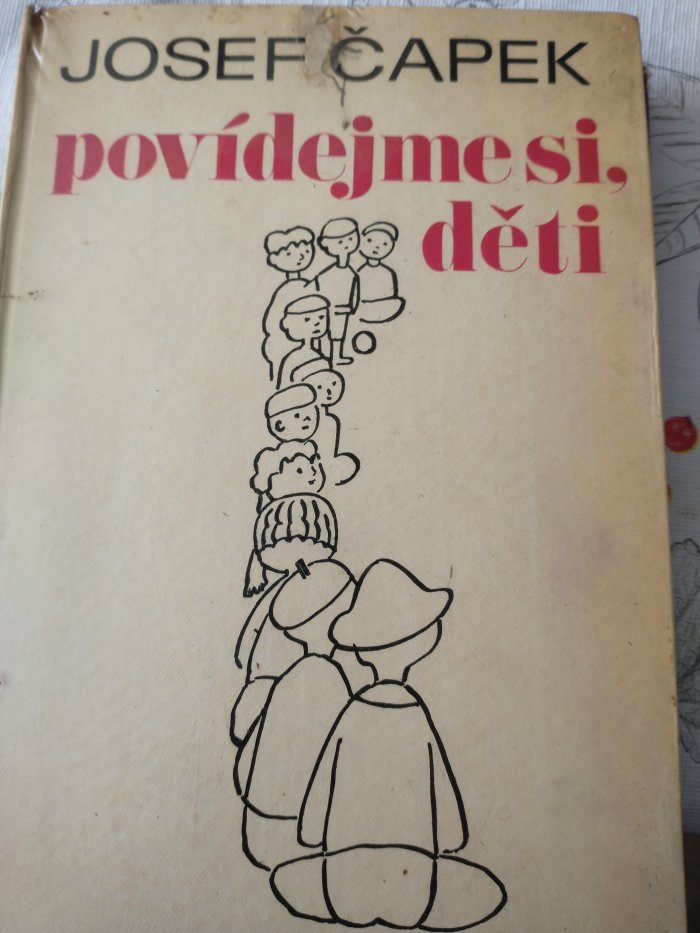 JOSEF ČAPEK
povídejme si,
děti